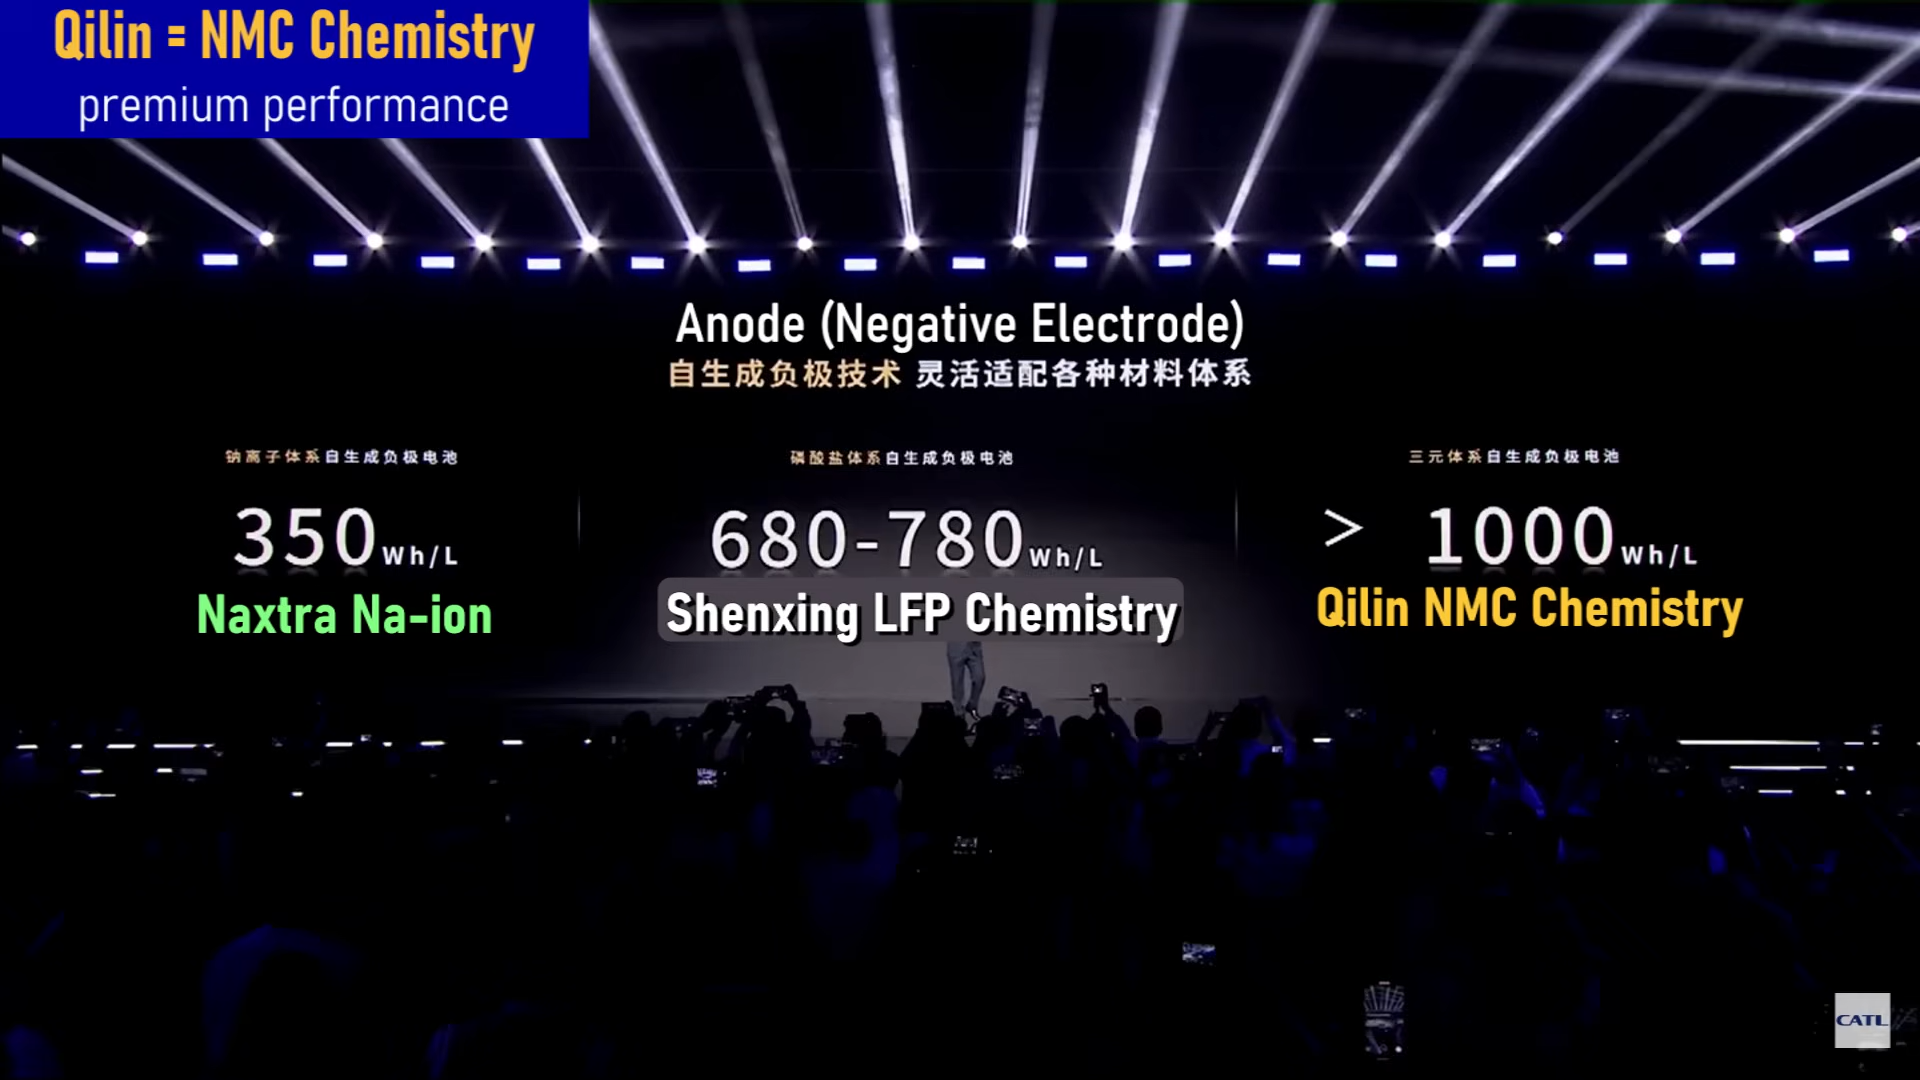 Qilin = NMC Chemistry
premium performance
Anode (Negative Electrode)
自生成负极技术 灵活适配各种材料体系
钠离子体系自生成负极电池
350Wh/L
Naxtra Na-ion
磷酸盐体系自生成负极电池
680-780Wh/L
Shenxing LFP Chemistry
三元体系自生成负极电池
> 1000Wh/L
Qilin NMC Chemistry
CATL